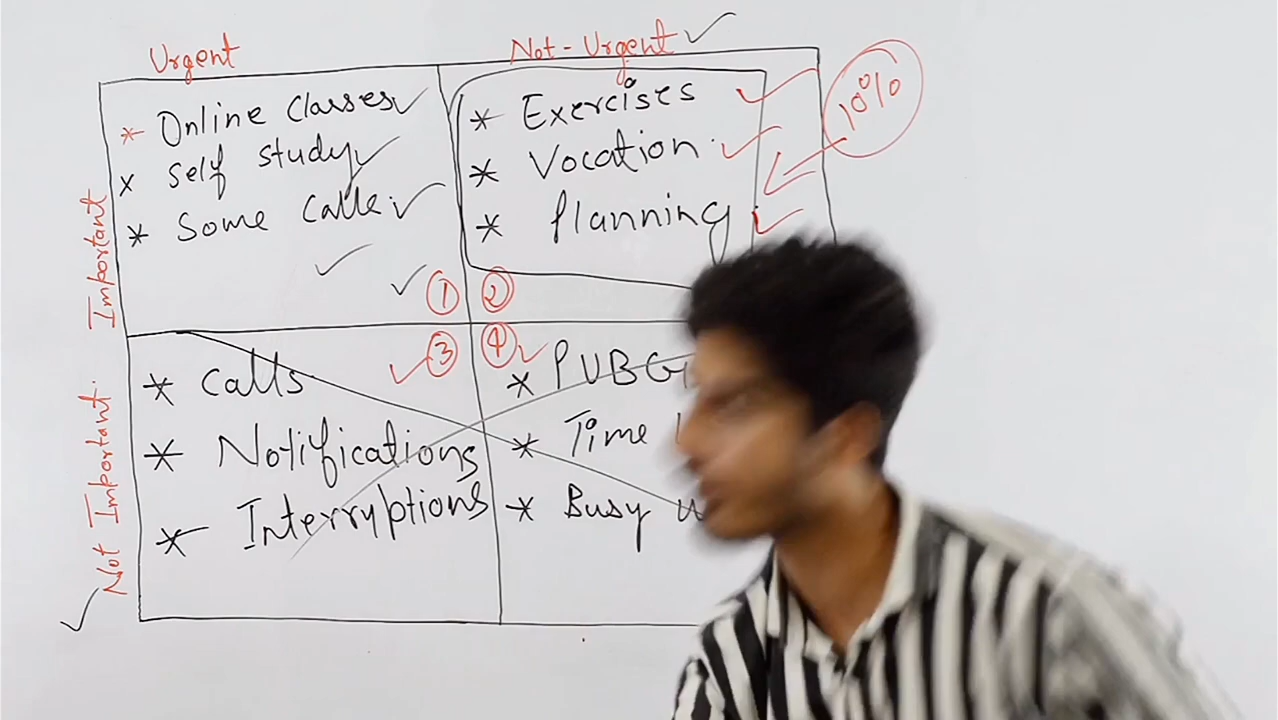 Urgent
Not-Urgent
Important
* Online Classes
* Self study
* Some calls.
①
* Exercises
* Vocation.
* Planning
②
10%
Not Important.
③
* Calls
* Notifications
* Interryptions
④
* PUBG
* Time
* Busy